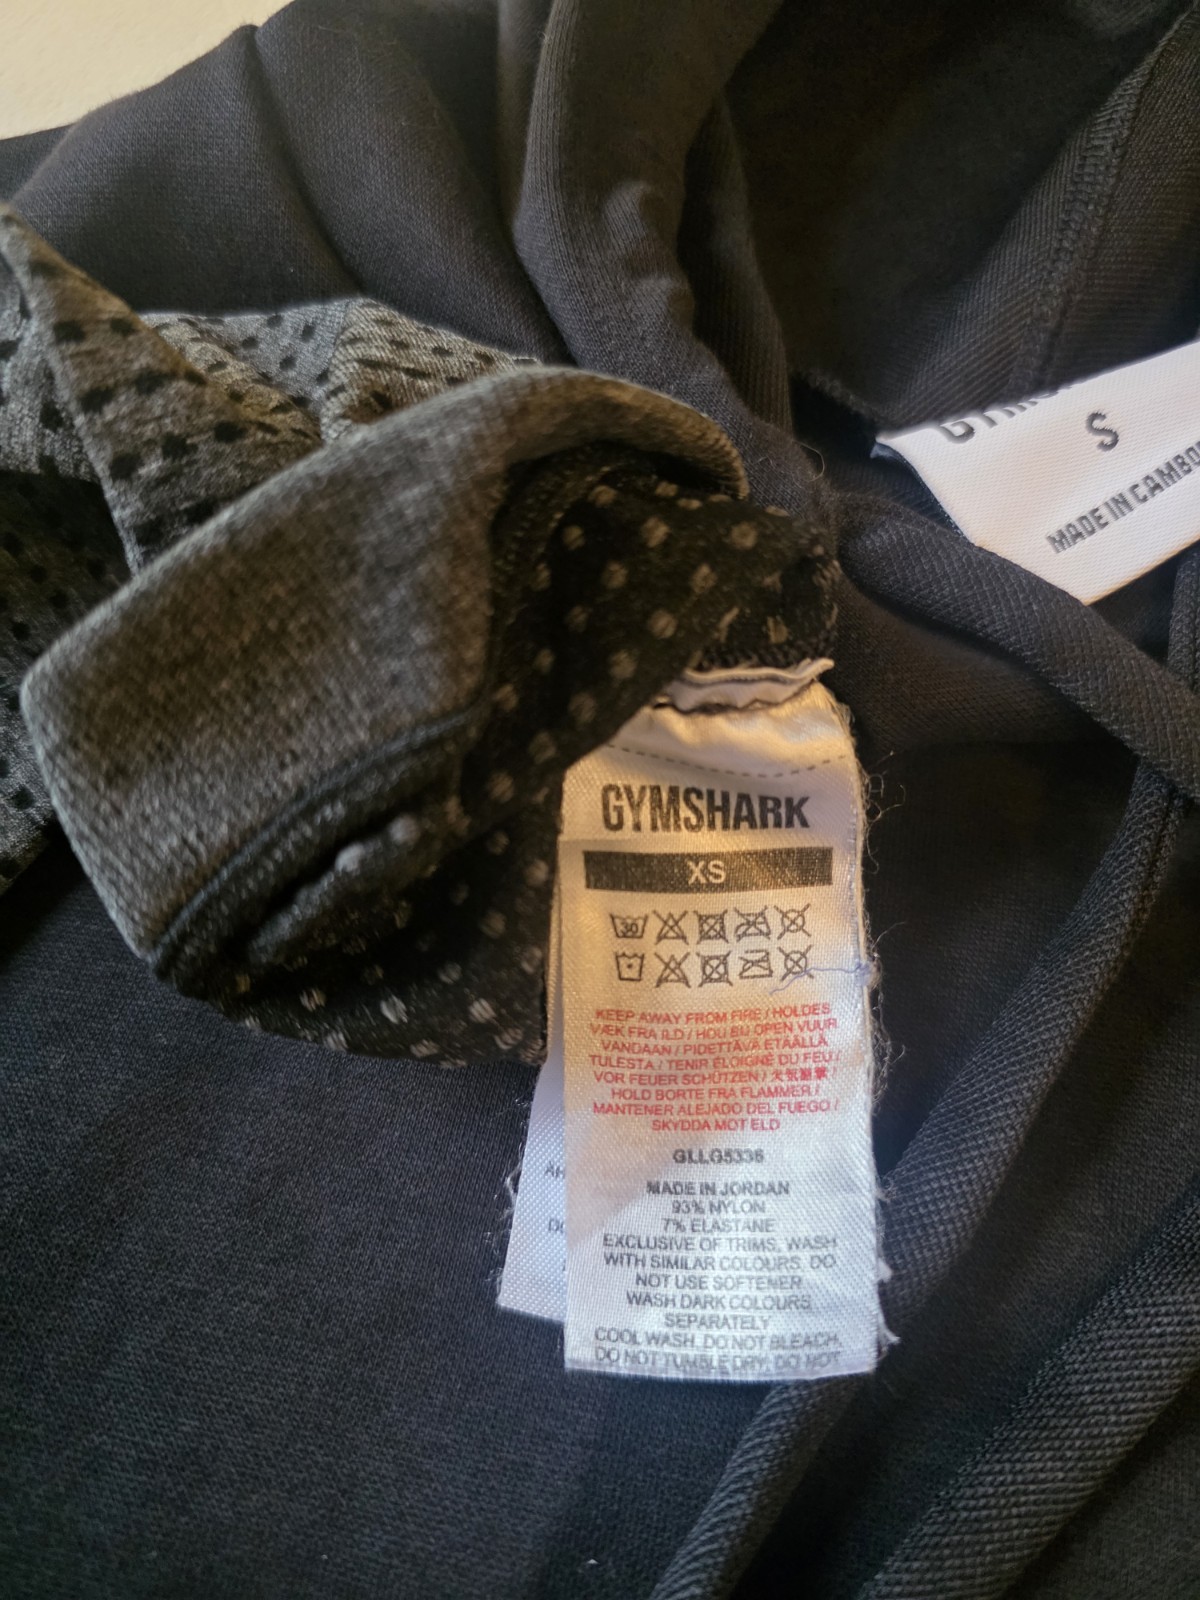 S
MADE IN
GYMSHARK
XS
30
KEEP AWAY FROM FIRE / HOLDES
VÆK FRA ILD / HOU BIJ OPEN VUUR
VANDAAN / PIDETTÄVÄ ETÄÄLLÄ
TULESTA / TENIR ÉLOIGNÉ DU FEU /
VOR FEUER SCHÜTZEN /
HOLD BORTE FRA FLAMMER /
MANTENER ALEJADO DEL FUEGO /
SKYDDA MOT ELD
GLLG5336
MADE IN JORDAN
93% NYLON
7% ELASTANE
EXCLUSIVE OF TRIMS, WASH
WITH SIMILAR COLOURS, DO
NOT USE SOFTENER
WASH DARK COLOURS
SEPARATELY
COOL WASH, DO NOT BLEACH,
DO NOT TUMBLE DRY, DO NOT